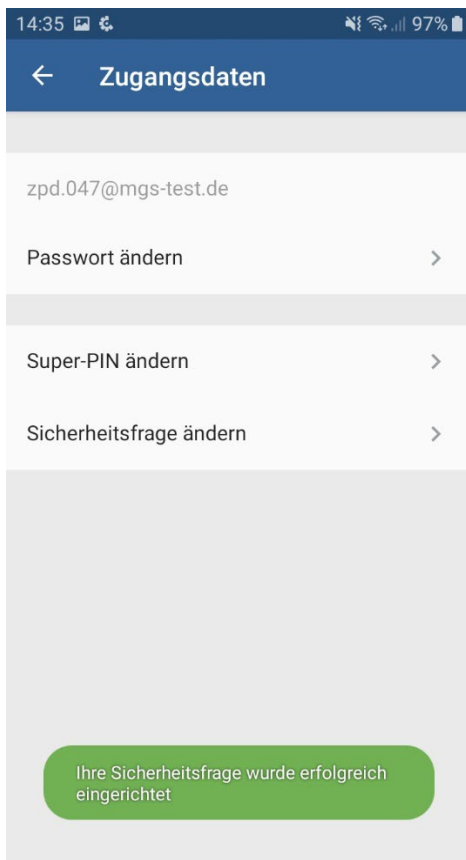 14:35 97%
Zugangsdaten
zpd.047@mgs-test.de
Passwort ändern
Super-PIN ändern
Sicherheitsfrage ändern
Ihre Sicherheitsfrage wurde erfolgreich
eingerichtet